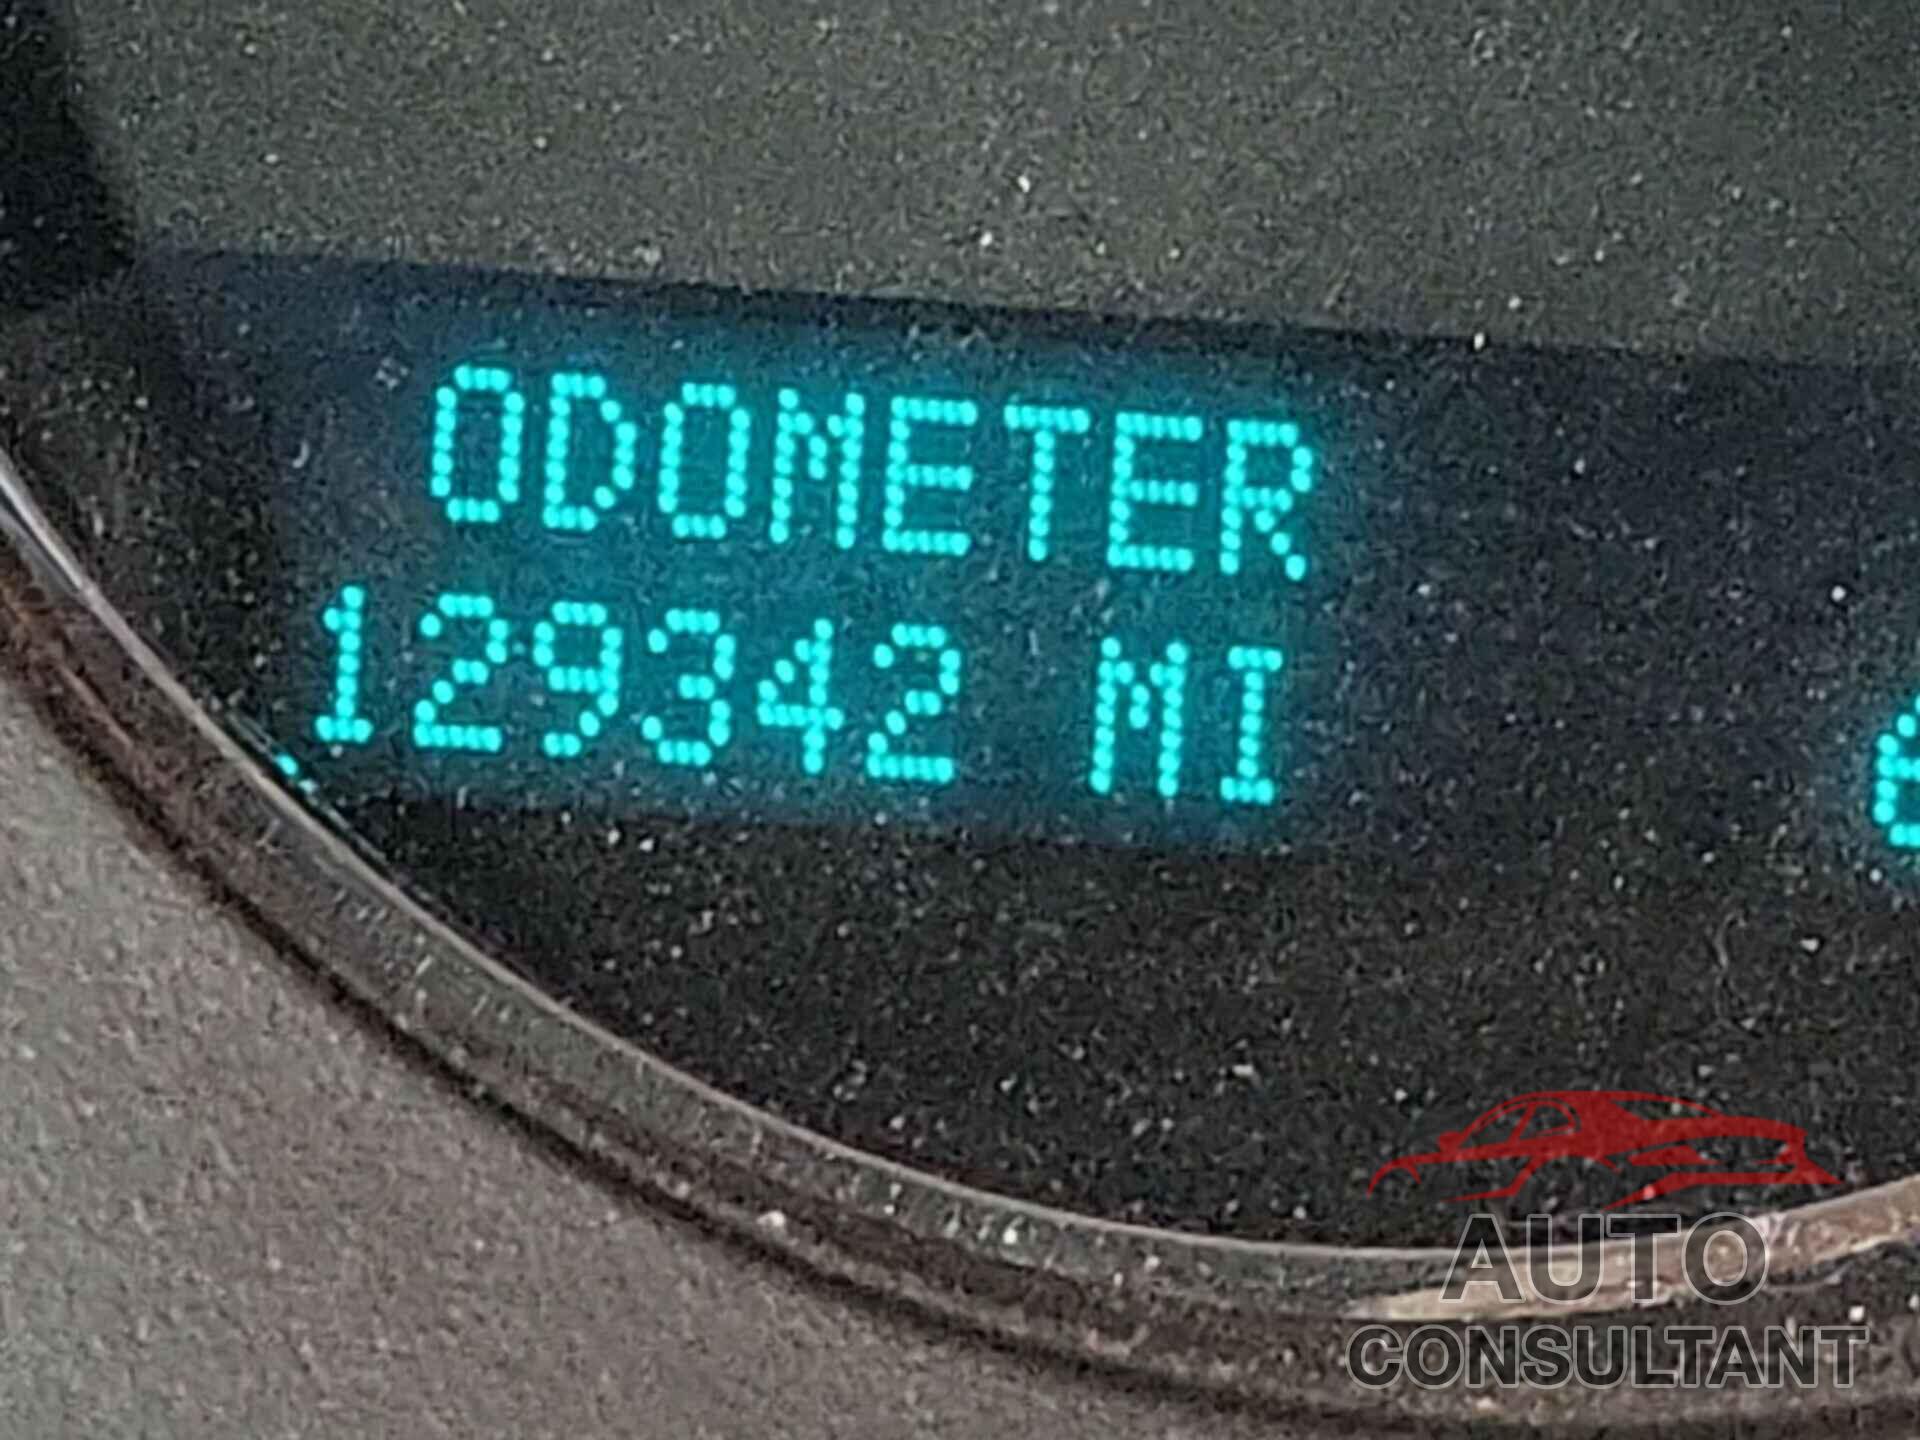 ODOMETER
129342 MI
AUTO
CONSULTANT